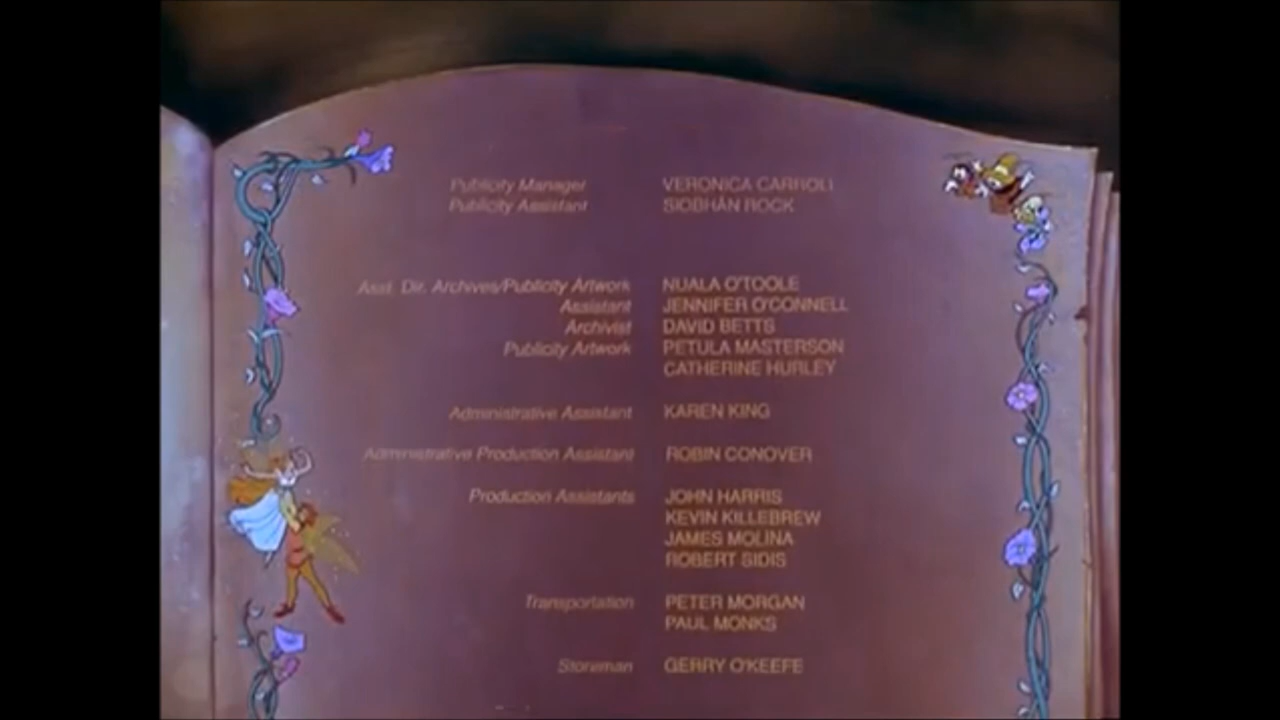 Publicity Manager VERONICA CARROLL
Publicity Assistant SIOBHÁN ROCK
Asst. Dir. Archives/Publicity Artwork NUALA O'TOOLE
Assistant JENNIFER O'CONNELL
Archivist DAVID BETTS
Publicity Artwork PETULA MASTERSON
CATHERINE HURLEY
Administrative Assistant KAREN KING
Administrative Production Assistant ROBIN CONOVER
Production Assistants JOHN HARRIS
KEVIN KILLEBREW
JAMES MOLINA
ROBERT SIDIS
Transportation PETER MORGAN
PAUL MONKS
Storeman GERRY O'KEEFE